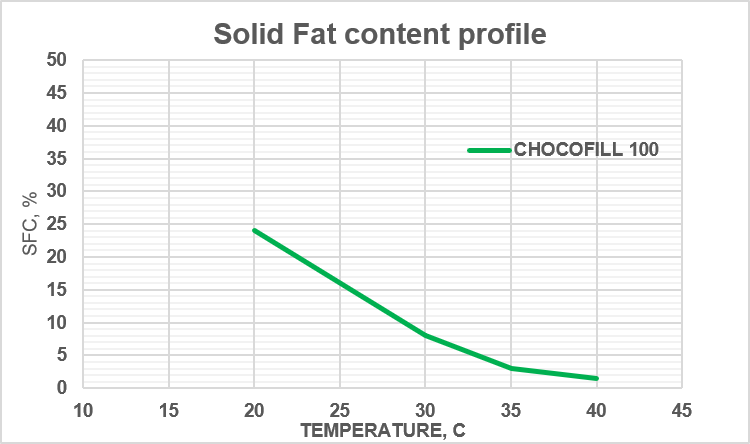 Solid Fat content profile
50
45
40
35
30
25
20
15
10
5
0
SFC, %
CHOCOFILL 100
10 15 20 25 30 35 40 45
TEMPERATURE, C